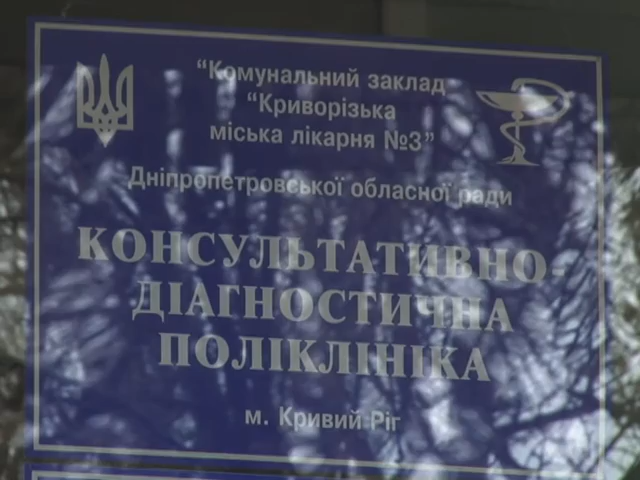 “Комунальний заклад
“Криворізька
міська лікарня №3”
Дніпропетровської обласної ради
КОНСУЛЬТАТИВНО-
ДІАГНОСТИЧНА
ПОЛІКЛІНІКА
м. Кривий Ріг